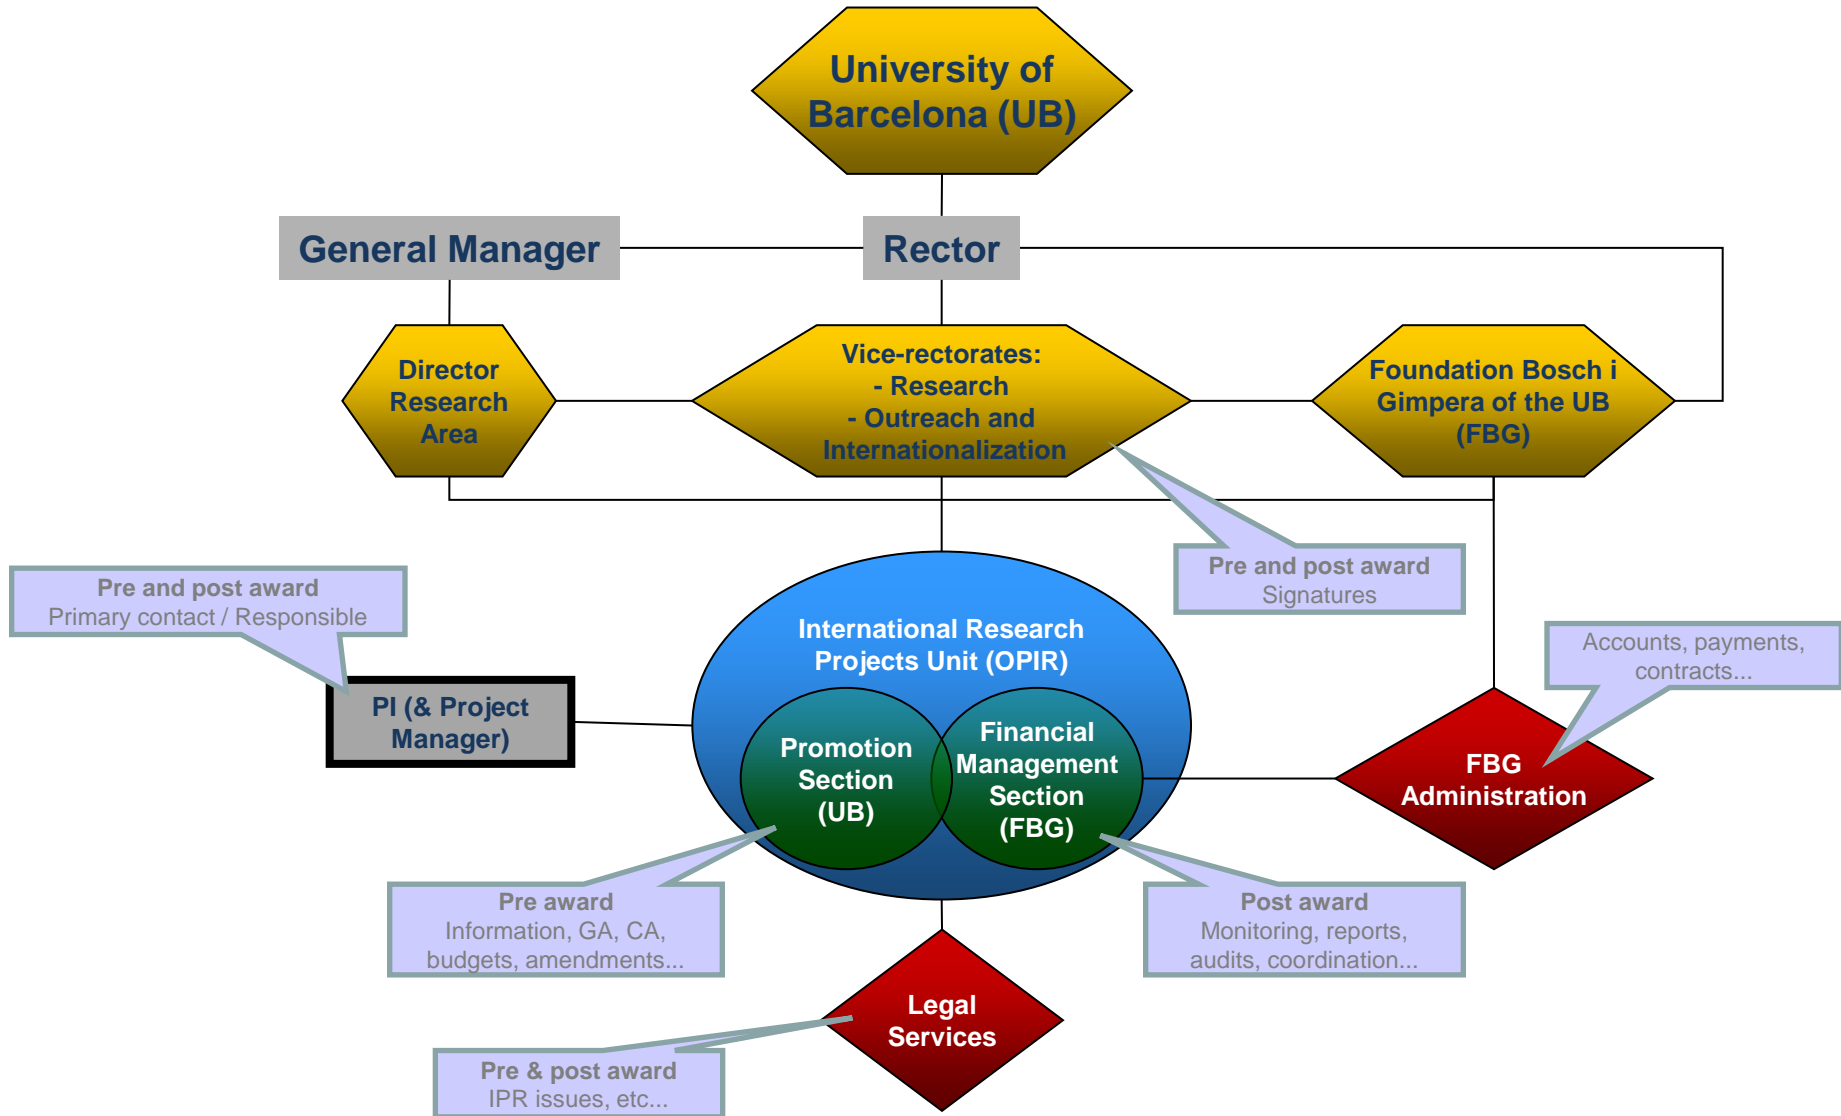 University of
Barcelona (UB)
General Manager
Rector
Director
Research
Area
Vice-rectorates:
- Research
- Outreach and
Internationalization
Foundation Bosch i
Gimpera of the UB
(FBG)
Pre and post award
Signatures
Pre and post award
Primary contact / Responsible
International Research
Projects Unit (OPIR)
Accounts, payments,
contracts...
PI (& Project
Manager)
Promotion
Section
(UB)
Financial
Management
Section
(FBG)
FBG
Administration
Pre award
Information, GA, CA,
budgets, amendments...
Post award
Monitoring, reports,
audits, coordination...
Legal
Services
Pre & post award
IPR issues, etc...